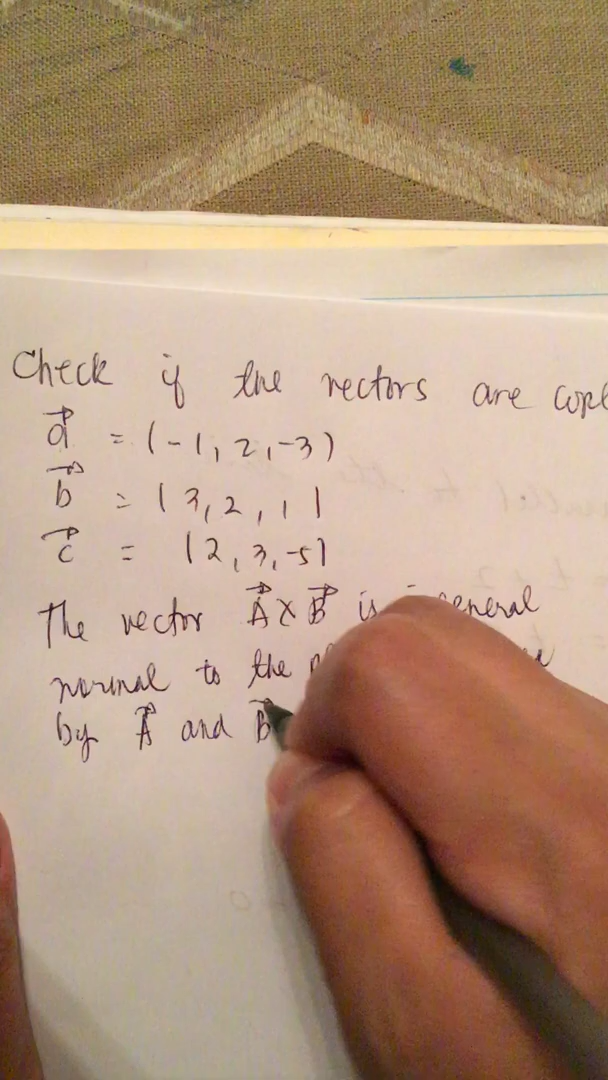 Check if the vectors are
a⃗ = (-1, 2, -3)
b⃗ = (3, 2, 1)
c⃗ = (2, 3, -5)
The vector A⃗ × B⃗ is general
normal to the
by A⃗ and B⃗